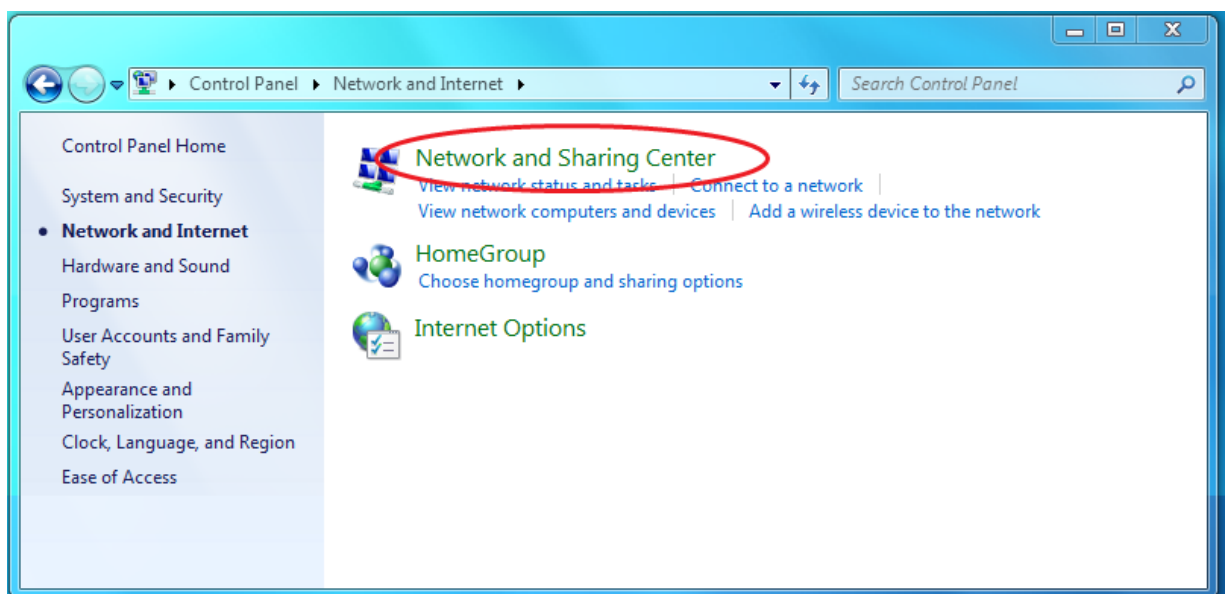 Control Panel Network and Internet Search Control Panel
Control Panel Home
System and Security
Network and Internet
Hardware and Sound
Programs
User Accounts and Family
Safety
Appearance and
Personalization
Clock, Language, and Region
Ease of Access
Network and Sharing Center
View network status and tasks Connect to a network
View network computers and devices Add a wireless device to the network
HomeGroup
Choose homegroup and sharing options
Internet Options